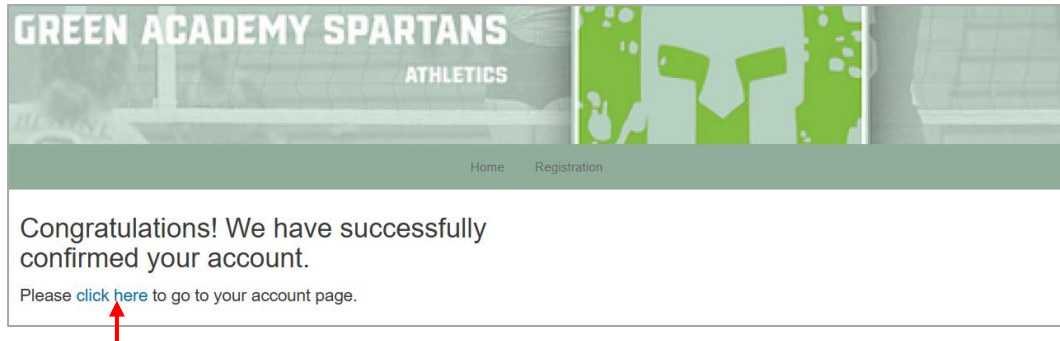 GREEN ACADEMY SPARTANS
ATHLETICS
Home Registration
Congratulations! We have successfully
confirmed your account.
Please click here to go to your account page.